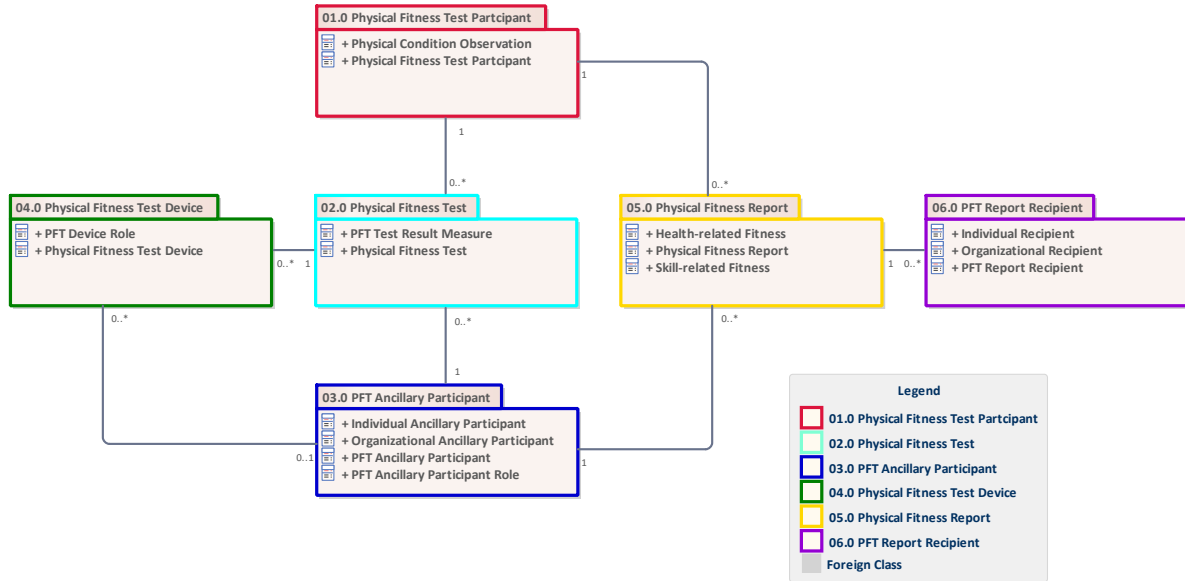 01.0 Physical Fitness Test Partcipant
+ Physical Condition Observation
+ Physical Fitness Test Partcipant
1
1
0..*
0..*
04.0 Physical Fitness Test Device
+ PFT Device Role
+ Physical Fitness Test Device
0..*
1
02.0 Physical Fitness Test
+ PFT Test Result Measure
+ Physical Fitness Test
05.0 Physical Fitness Report
+ Health-related Fitness
+ Physical Fitness Report
+ Skill-related Fitness
1
0..*
06.0 PFT Report Recipient
+ Individual Recipient
+ Organizational Recipient
+ PFT Report Recipient
0..*
0..*
0..*
1
03.0 PFT Ancillary Participant
+ Individual Ancillary Participant
+ Organizational Ancillary Participant
+ PFT Ancillary Participant
+ PFT Ancillary Participant Role
0..1
1
Legend
01.0 Physical Fitness Test Partcipant
02.0 Physical Fitness Test
03.0 PFT Ancillary Participant
04.0 Physical Fitness Test Device
05.0 Physical Fitness Report
06.0 PFT Report Recipient
Foreign Class